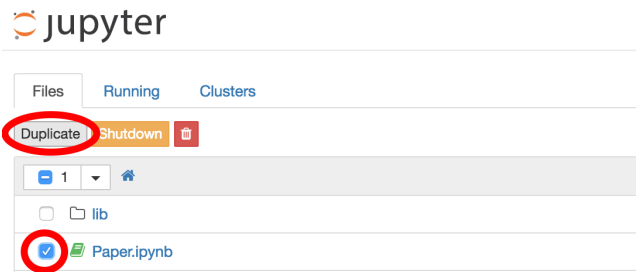 jupyter
Files Running Clusters
Duplicate Shutdown
1
lib
Paper.ipynb